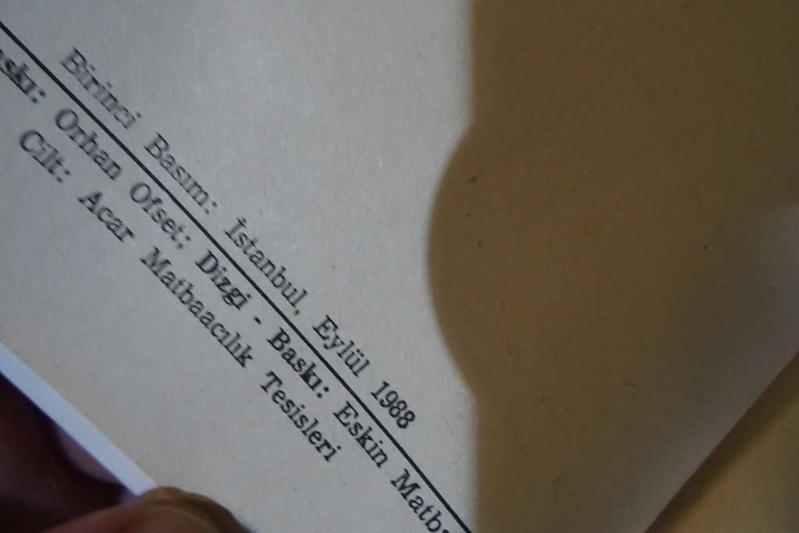 Birinci Basım: İstanbul, Eylül 1988
Orhan Ofset; Dizgi - Baskı: Eskin
Cilt: Acar Matbaacılık Tesisleri